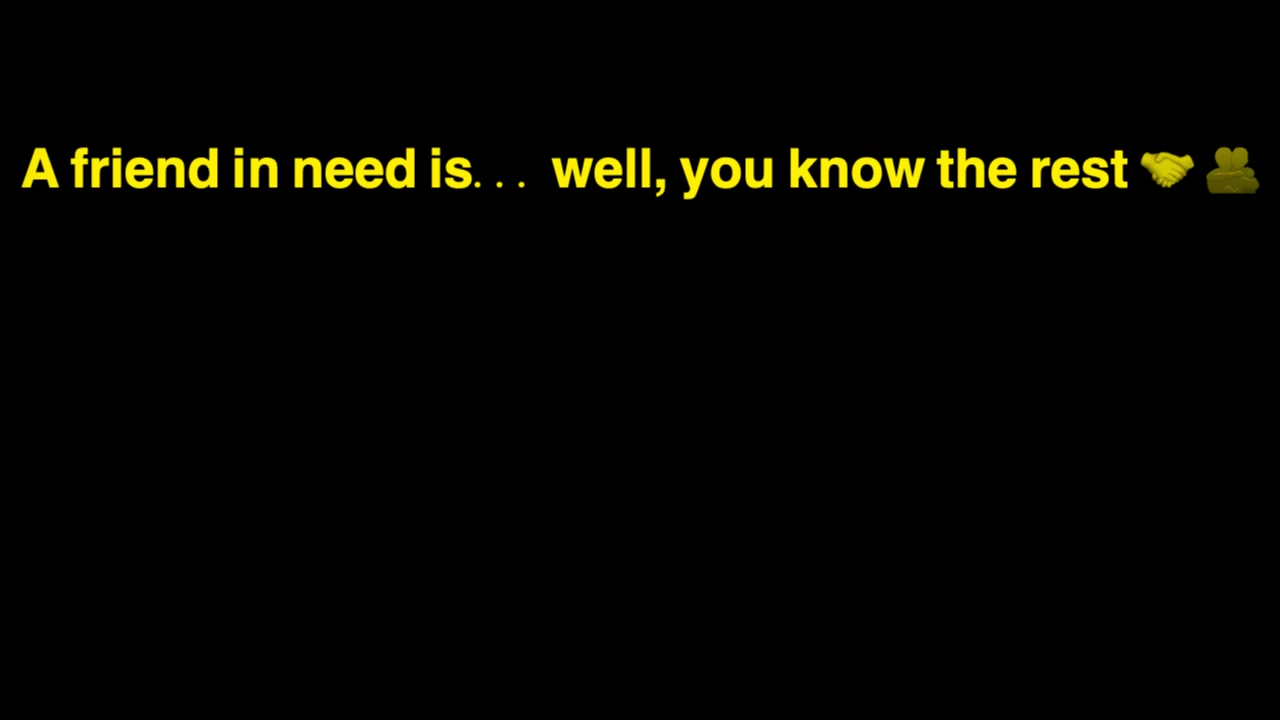 A friend in need is... well, you know the rest 🤝 🫂